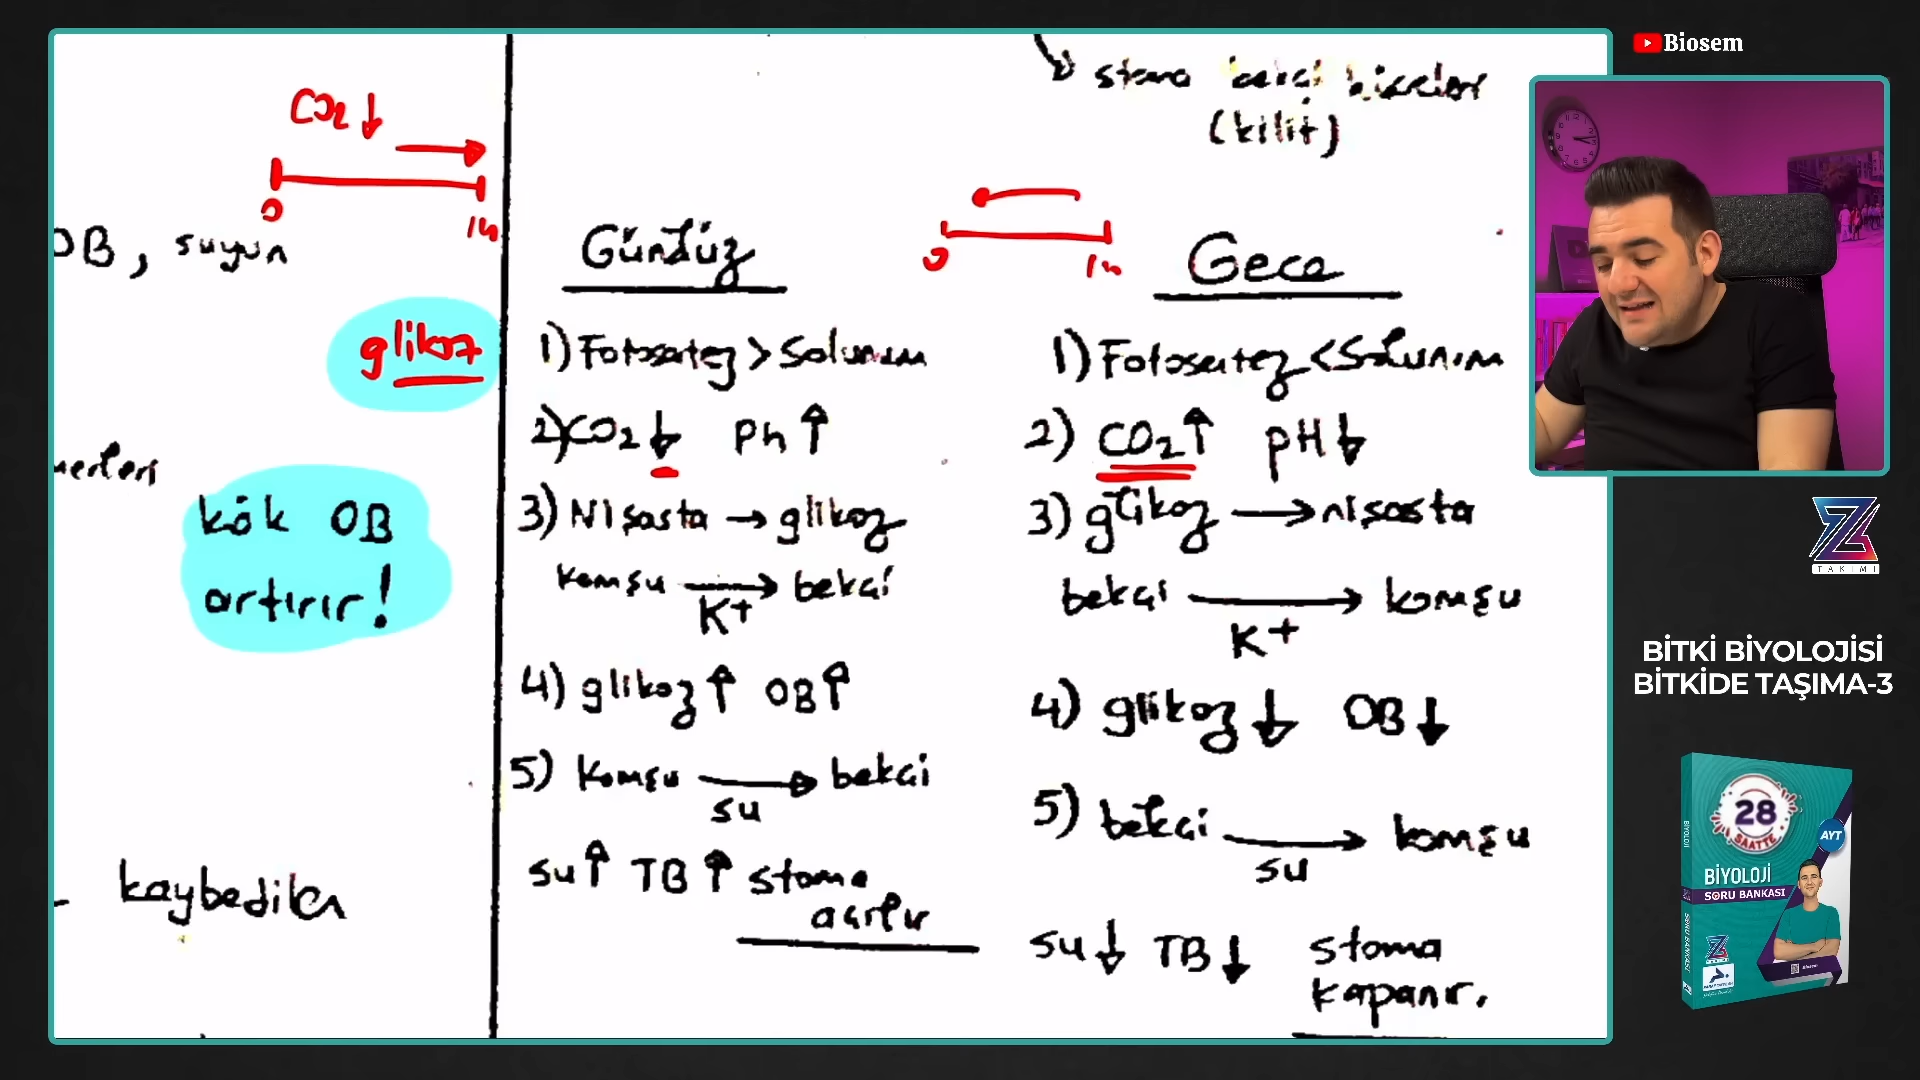 CO2↓
0 14
OB, suyun
glikoz
kök OB
artırır!
kaybedilen
stoma bekçi hücreleri
(kilit)
Gündüz
1) Fotosentez > Solunum
2) CO2↓ Ph↑
3) Nişasta → glikoz
komşu → bekçi
K+
4) glikoz↑ OB↑
5) Komşu → bekçi
su
su↑ TB↑ stoma
açılır
0 14
Gece
1) Fotosentez < Solunum
2) CO2↑ pH↓
3) glikoz → nişasta
bekçi → komşu
K+
4) glikoz↓ OB↓
5) bekçi → komşu
su
su↓ TB↓ stoma
kapanır.
Biosem
Z
TAKIMI
BİTKİ BİYOLOJİSİ
BİTKİDE TAŞIMA-3
28
SAATTE
AYT
BİYOLOJİ
SORU BANKASI